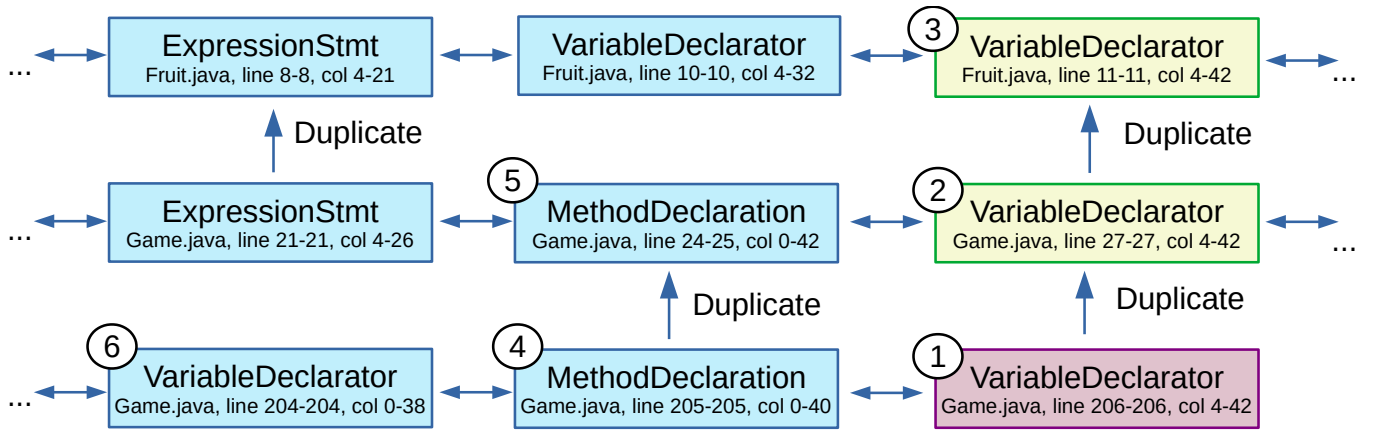 3
ExpressionStmt
Fruit.java, line 8-8, col 4-21
VariableDeclarator
Fruit.java, line 10-10, col 4-32
VariableDeclarator
Fruit.java, line 11-11, col 4-42
...
...
Duplicate
Duplicate
5
2
ExpressionStmt
Game.java, line 21-21, col 4-26
MethodDeclaration
Game.java, line 24-25, col 0-42
VariableDeclarator
Game.java, line 27-27, col 4-42
...
...
Duplicate
Duplicate
6
4
1
VariableDeclarator
Game.java, line 204-204, col 0-38
MethodDeclaration
Game.java, line 205-205, col 0-40
VariableDeclarator
Game.java, line 206-206, col 4-42
...